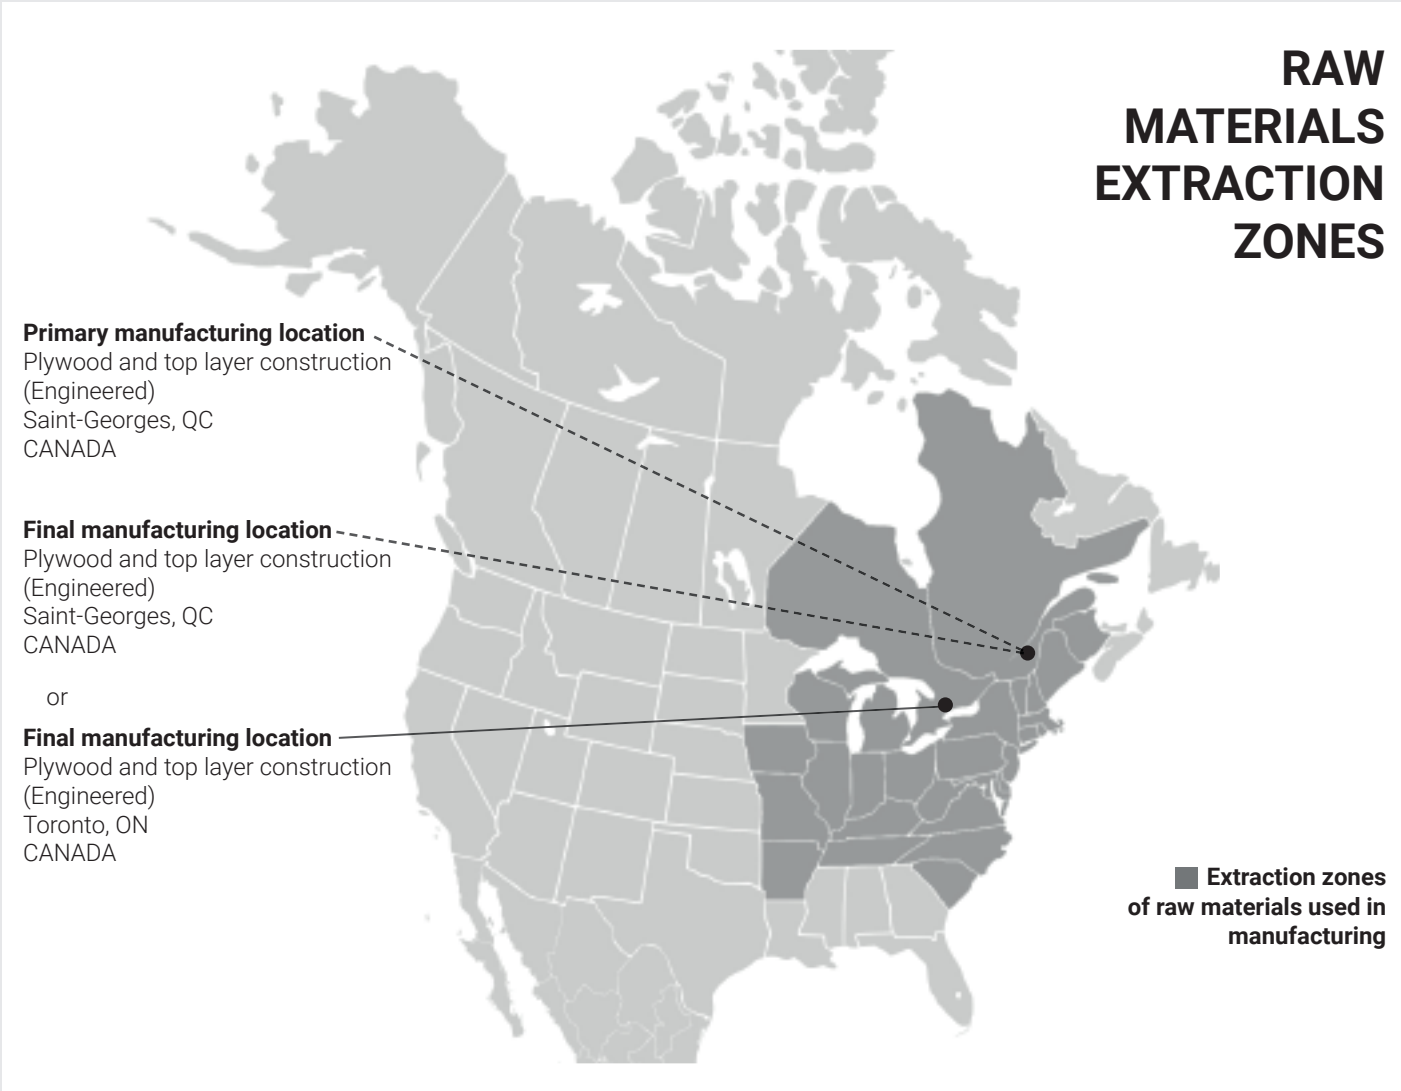 RAW
MATERIALS
EXTRACTION
ZONES
Primary manufacturing location
Plywood and top layer construction
(Engineered)
Saint-Georges, QC
CANADA
Final manufacturing location
Plywood and top layer construction
(Engineered)
Saint-Georges, QC
CANADA
or
Final manufacturing location
Plywood and top layer construction
(Engineered)
Toronto, ON
CANADA
Extraction zones
of raw materials used in
manufacturing